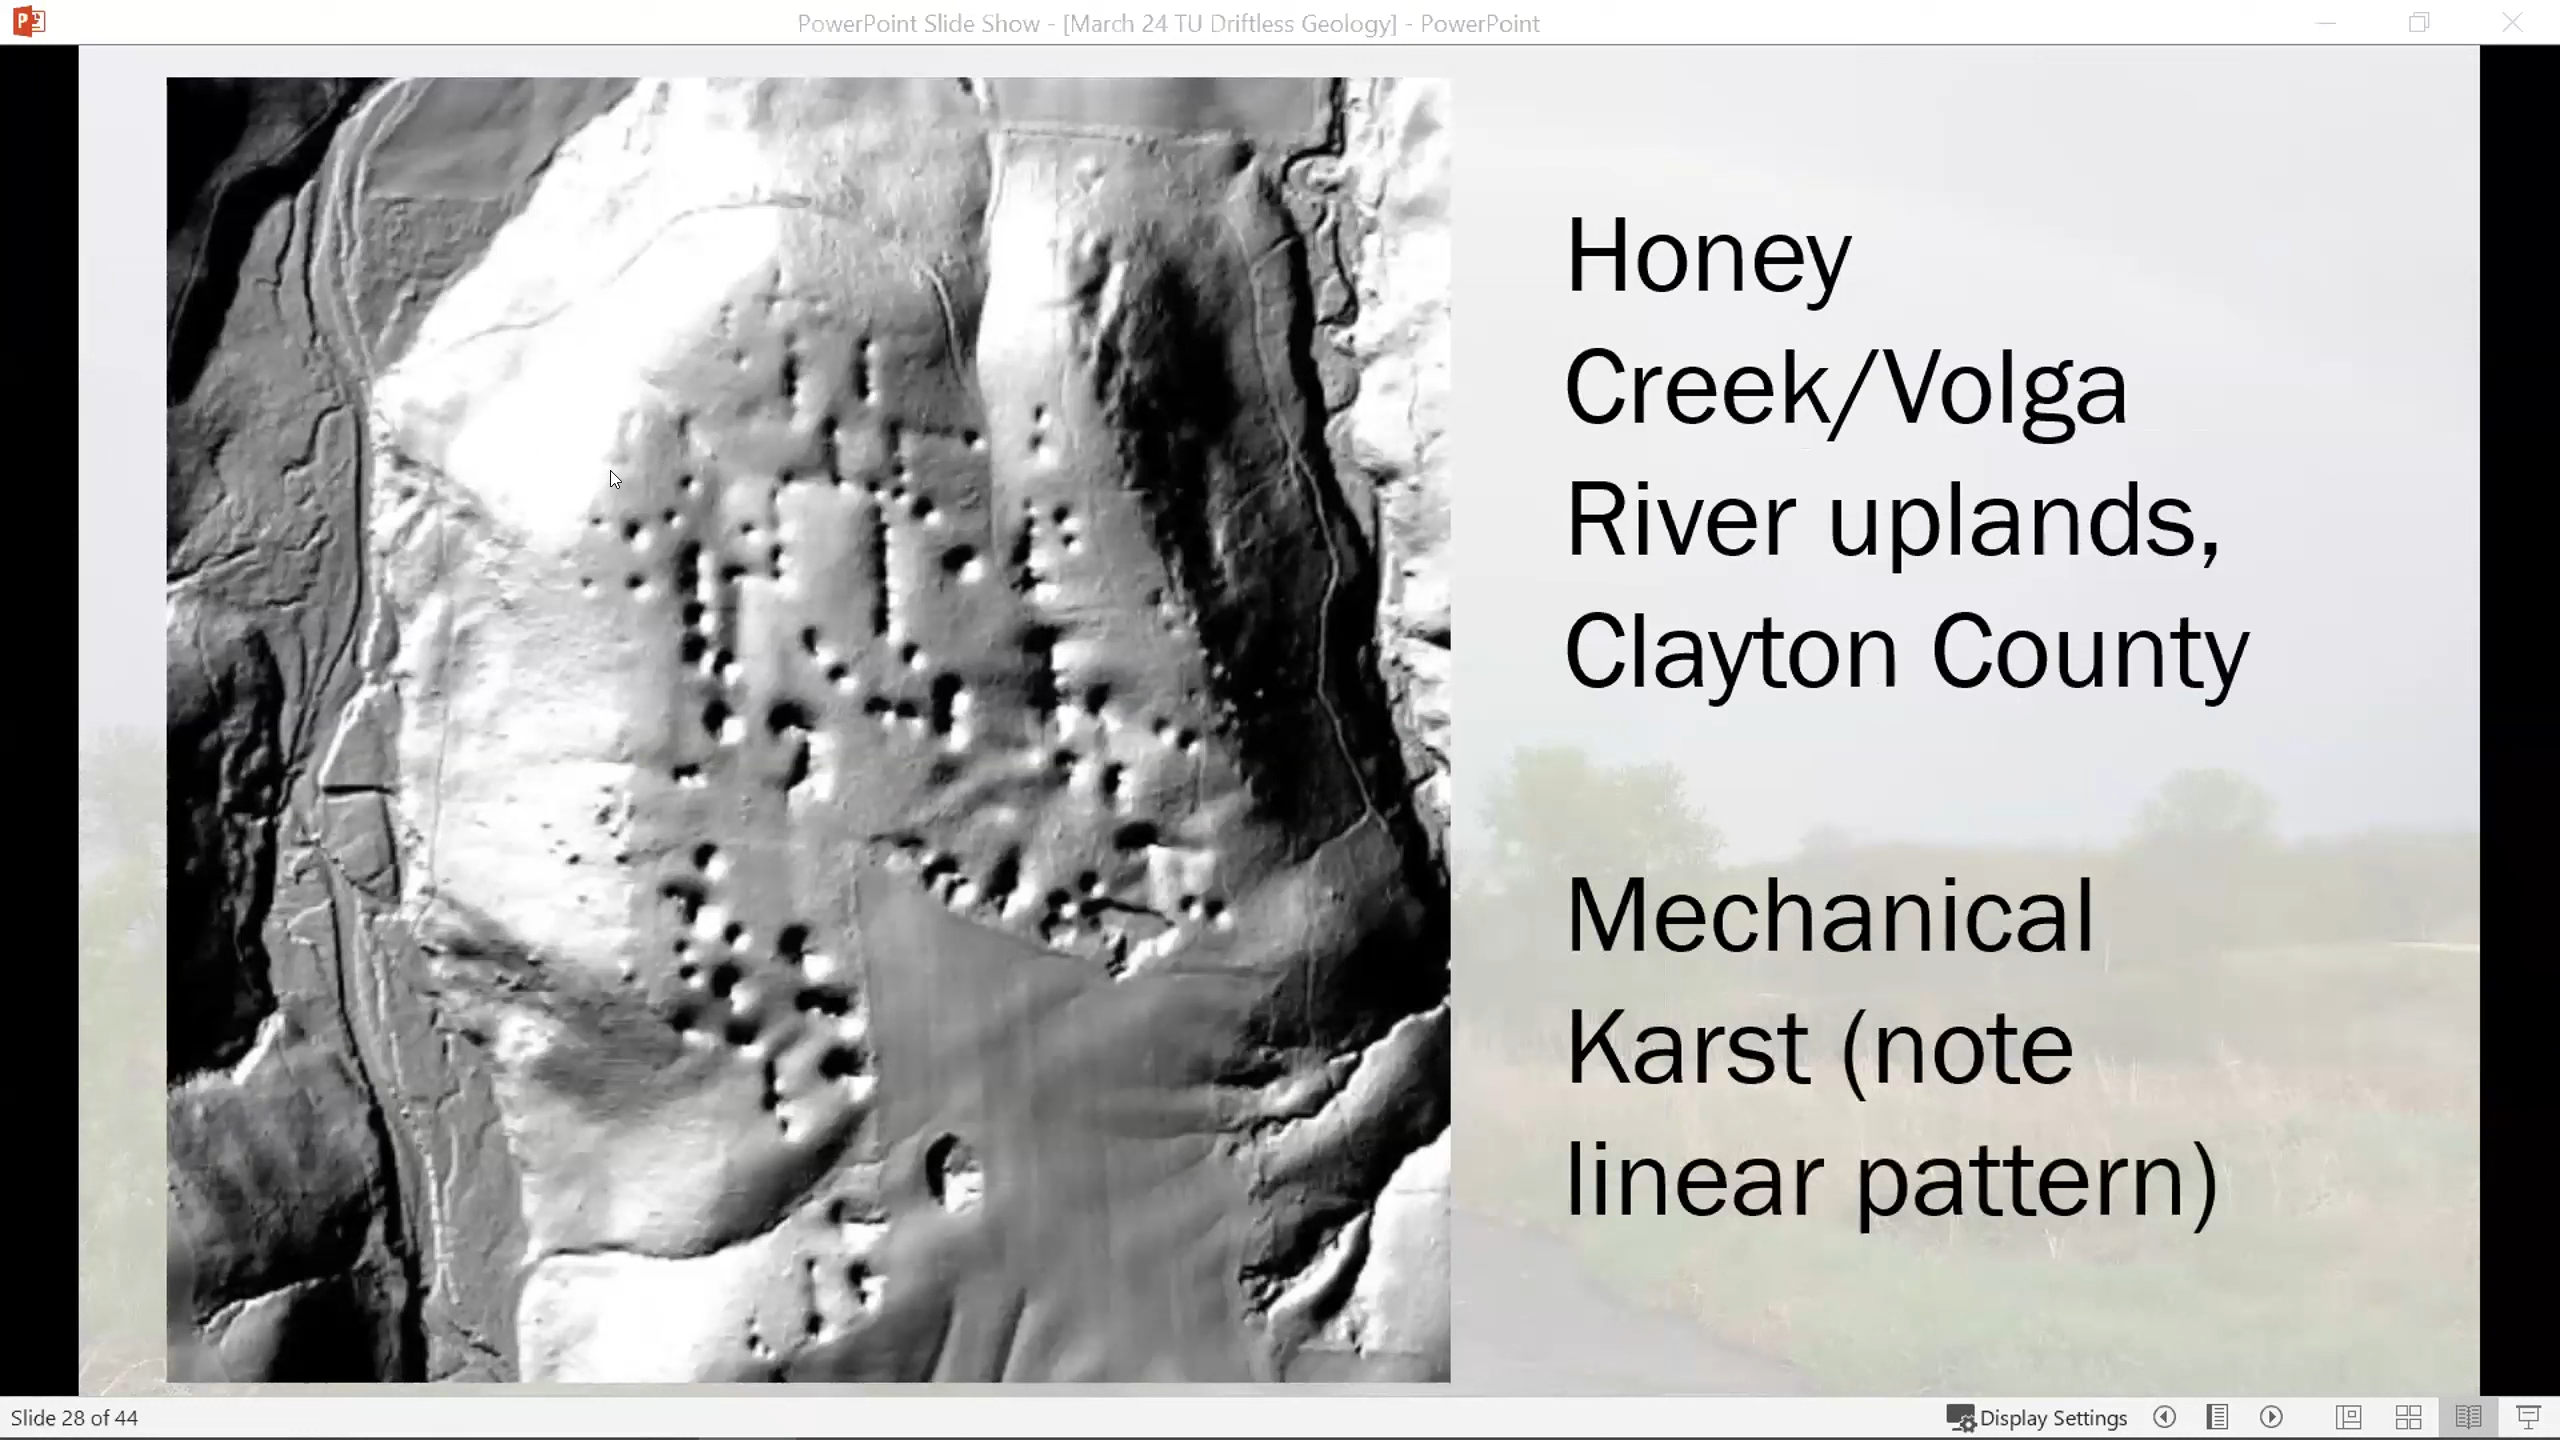 PowerPoint Slide Show - [March 24 TU Driftless Geology] - PowerPoint
Honey
Creek/Volga
River uplands,
Clayton County
Mechanical
Karst (note
linear pattern)
Slide 28 of 44
Display Settings